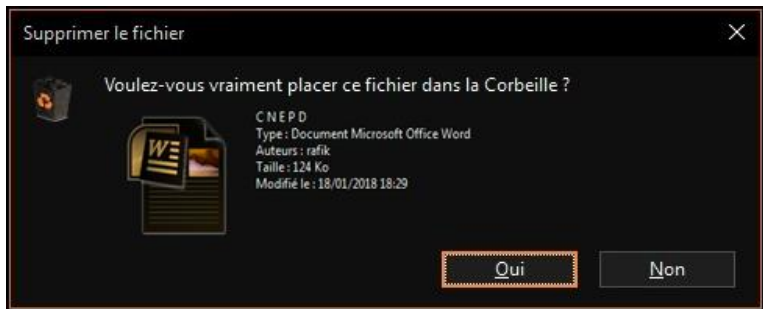 Supprimer le fichier
Voulez-vous vraiment placer ce fichier dans la Corbeille ?
C N E P D
Type : Document Microsoft Office Word
Auteurs : rafik
Taille : 124 Ko
Modifié le : 18/01/2018 18:29
W
Oui
Non